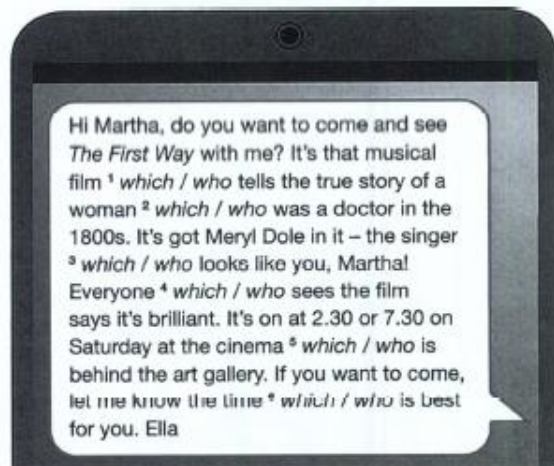 Hi Martha, do you want to come and see
The First Way with me? It's that musical
film ¹ which / who tells the true story of a
woman ² which / who was a doctor in the
1800s. It's got Meryl Dole in it – the singer
³ which / who looks like you, Martha!
Everyone ⁴ which / who sees the film
says it's brilliant. It's on at 2.30 or 7.30 on
Saturday at the cinema ⁵ which / who is
behind the art gallery. If you want to come,
let me know the time ⁶ which / who is best
for you. Ella